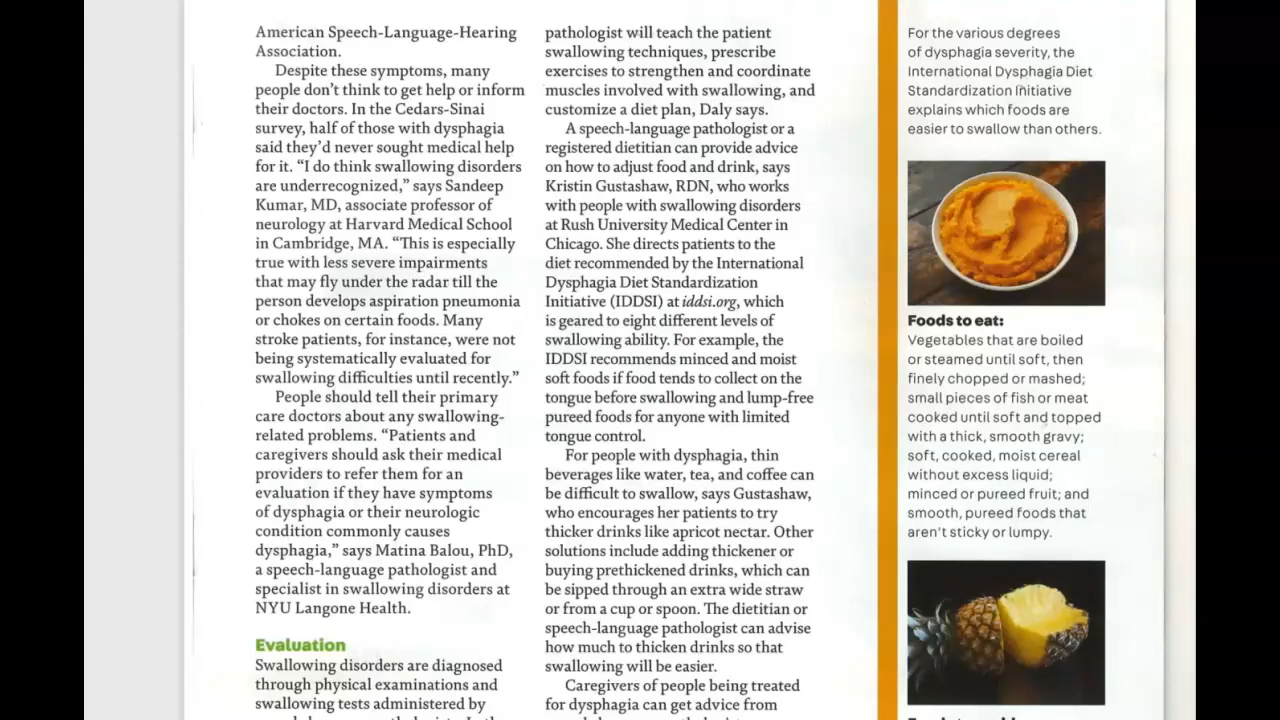 American Speech-Language-Hearing
Association.
Despite these symptoms, many
people don’t think to get help or inform
their doctors. In the Cedars-Sinai
survey, half of those with dysphagia
said they’d never sought medical help
for it. “I do think swallowing disorders
are underrecognized,” says Sandeep
Kumar, MD, associate professor of
neurology at Harvard Medical School
in Cambridge, MA. “This is especially
true with less severe impairments
that may fly under the radar till the
person develops aspiration pneumonia
or chokes on certain foods. Many
stroke patients, for instance, were not
being systematically evaluated for
swallowing difficulties until recently.”
People should tell their primary
care doctors about any swallowing-
related problems. “Patients and
caregivers should ask their medical
providers to refer them for an
evaluation if they have symptoms
of dysphagia or their neurologic
condition commonly causes
dysphagia,” says Matina Balou, PhD,
a speech-language pathologist and
specialist in swallowing disorders at
NYU Langone Health.
Evaluation
Swallowing disorders are diagnosed
through physical examinations and
swallowing tests administered by
pathologist will teach the patient
swallowing techniques, prescribe
exercises to strengthen and coordinate
muscles involved with swallowing, and
customize a diet plan, Daly says.
A speech-language pathologist or a
registered dietitian can provide advice
on how to adjust food and drink, says
Kristin Gustashaw, RDN, who works
with people with swallowing disorders
at Rush University Medical Center in
Chicago. She directs patients to the
diet recommended by the International
Dysphagia Diet Standardization
Initiative (IDDSI) at iddsi.org, which
is geared to eight different levels of
swallowing ability. For example, the
IDDSI recommends minced and moist
soft foods if food tends to collect on the
tongue before swallowing and lump-free
pureed foods for anyone with limited
tongue control.
For people with dysphagia, thin
beverages like water, tea, and coffee can
be difficult to swallow, says Gustashaw,
who encourages her patients to try
thicker drinks like apricot nectar. Other
solutions include adding thickener or
buying prethickened drinks, which can
be sipped through an extra wide straw
or from a cup or spoon. The dietitian or
speech-language pathologist can advise
how much to thicken drinks so that
swallowing will be easier.
Caregivers of people being treated
for dysphagia can get advice from
For the various degrees
of dysphagia severity, the
International Dysphagia Diet
Standardization Initiative
explains which foods are
easier to swallow than others.
Foods to eat:
Vegetables that are boiled
or steamed until soft, then
finely chopped or mashed;
small pieces of fish or meat
cooked until soft and topped
with a thick, smooth gravy;
soft, cooked, moist cereal
without excess liquid;
minced or pureed fruit; and
smooth, pureed foods that
aren’t sticky or lumpy.